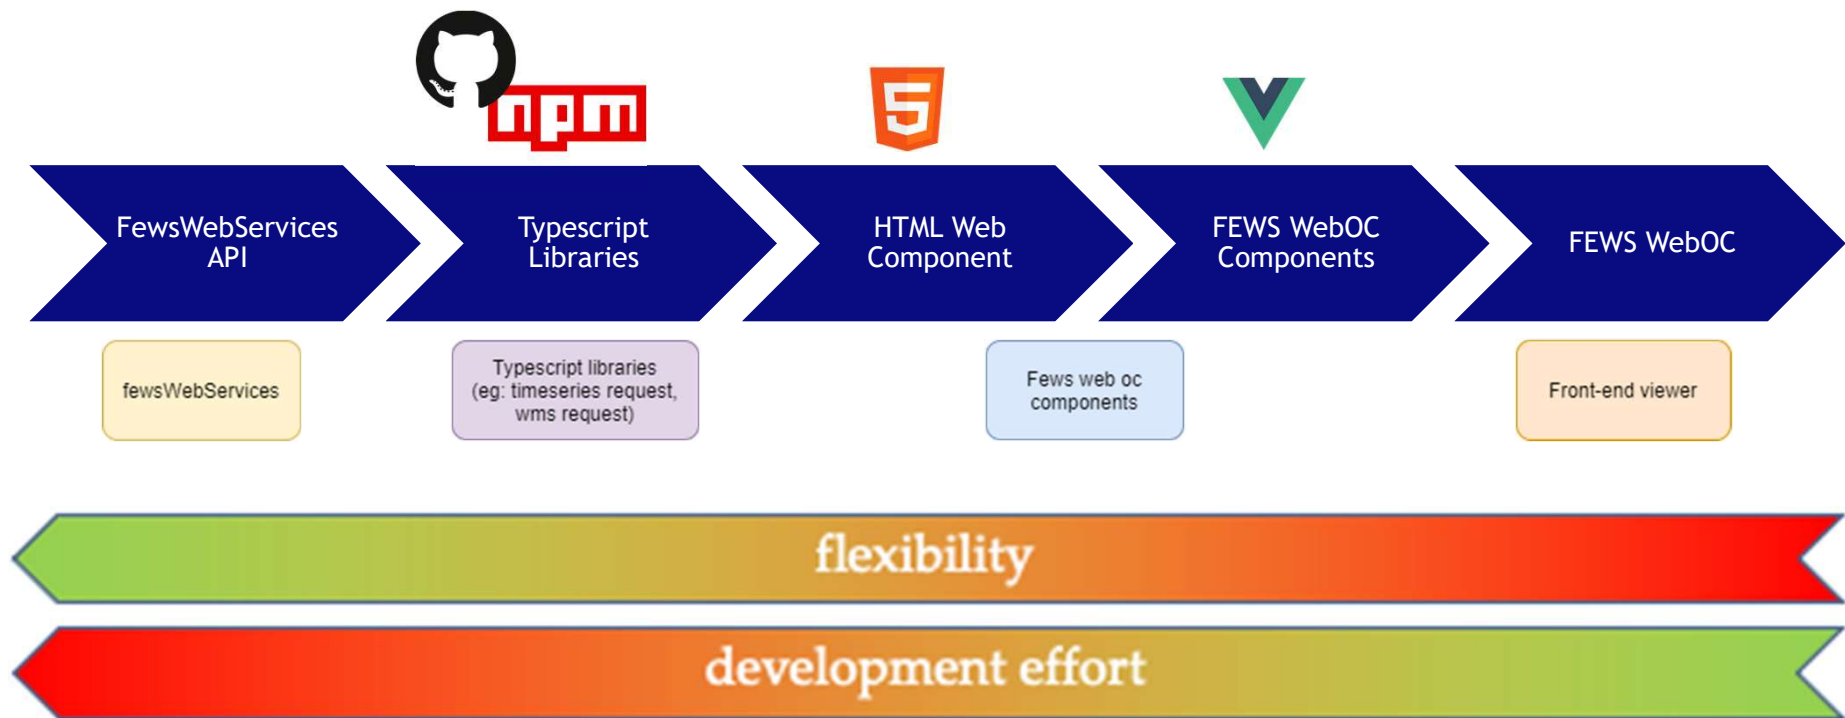 npm
5
FewsWebServices
API
Typescript
Libraries
HTML Web
Component
FEWS WebOC
Components
FEWS WebOC
fewsWebServices
Typescript libraries
(eg: timeseries request,
wms request)
Fews web oc
components
Front-end viewer
flexibility
development effort